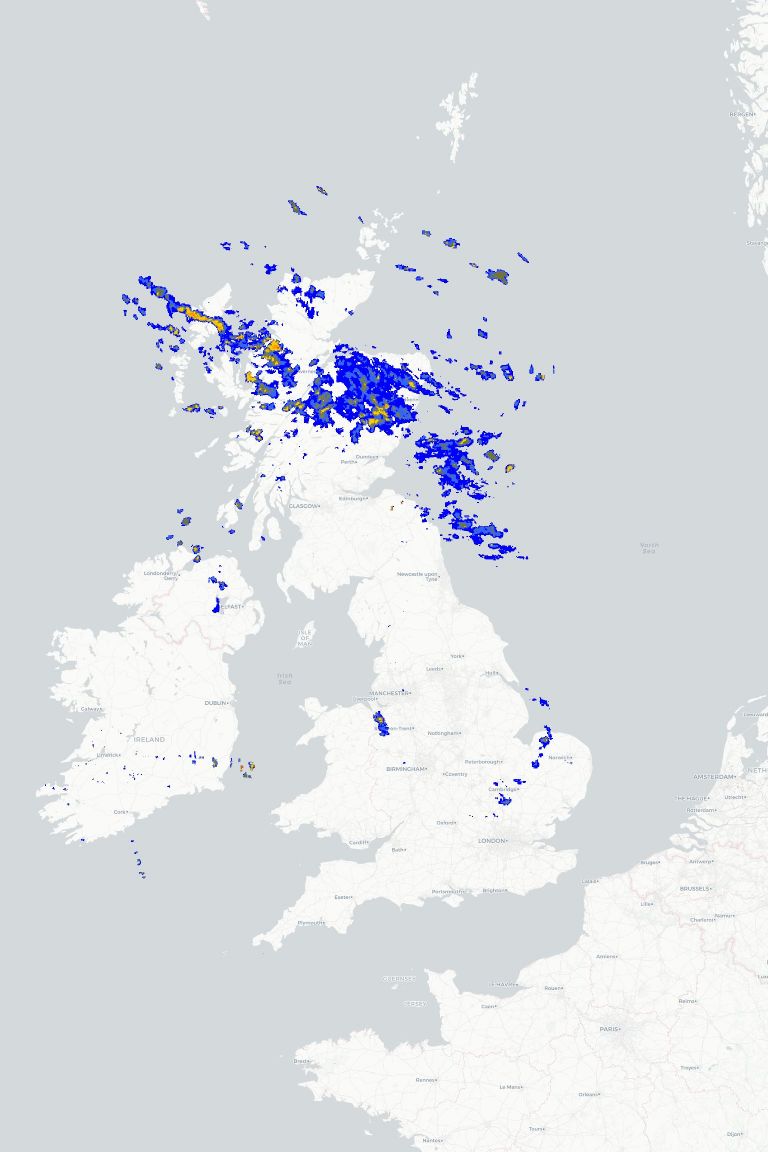 BERGEN
Stavanger
Dundee
Perth
Edinburgh
GLASGOW
North
Sea
Newcastle upon
Tyne
Londonderry
Derry
ELFAST
ISLE
OF
MAN
York
Leeds
Hull
Irish
Sea
MANCHESTER
Liverpool
DUBLIN
Galway
IRELAND
Limerick
Cork
on-Trent
Nottingham
Peterborough
Norwich
BIRMINGHAM
Coventry
Cambridge
Oxford
LONDON
Cardiff
Bath
Exeter
Plymouth
Portsmouth
Brighton
AMSTERDAM
NETH
THE HAGUE
Utrecht
Rotterdam
Bruges
Antwerp
Calais
BRUSSELS
Lille
Namur
Charleroi
Amiens
GUERNSEY
JERSEY
LE HAVRE
Rouen
Caen
Reims
PARIS
Brest
Rennes
Le Mans
Orléans
Troyes
Tours
Nantes
Dijon